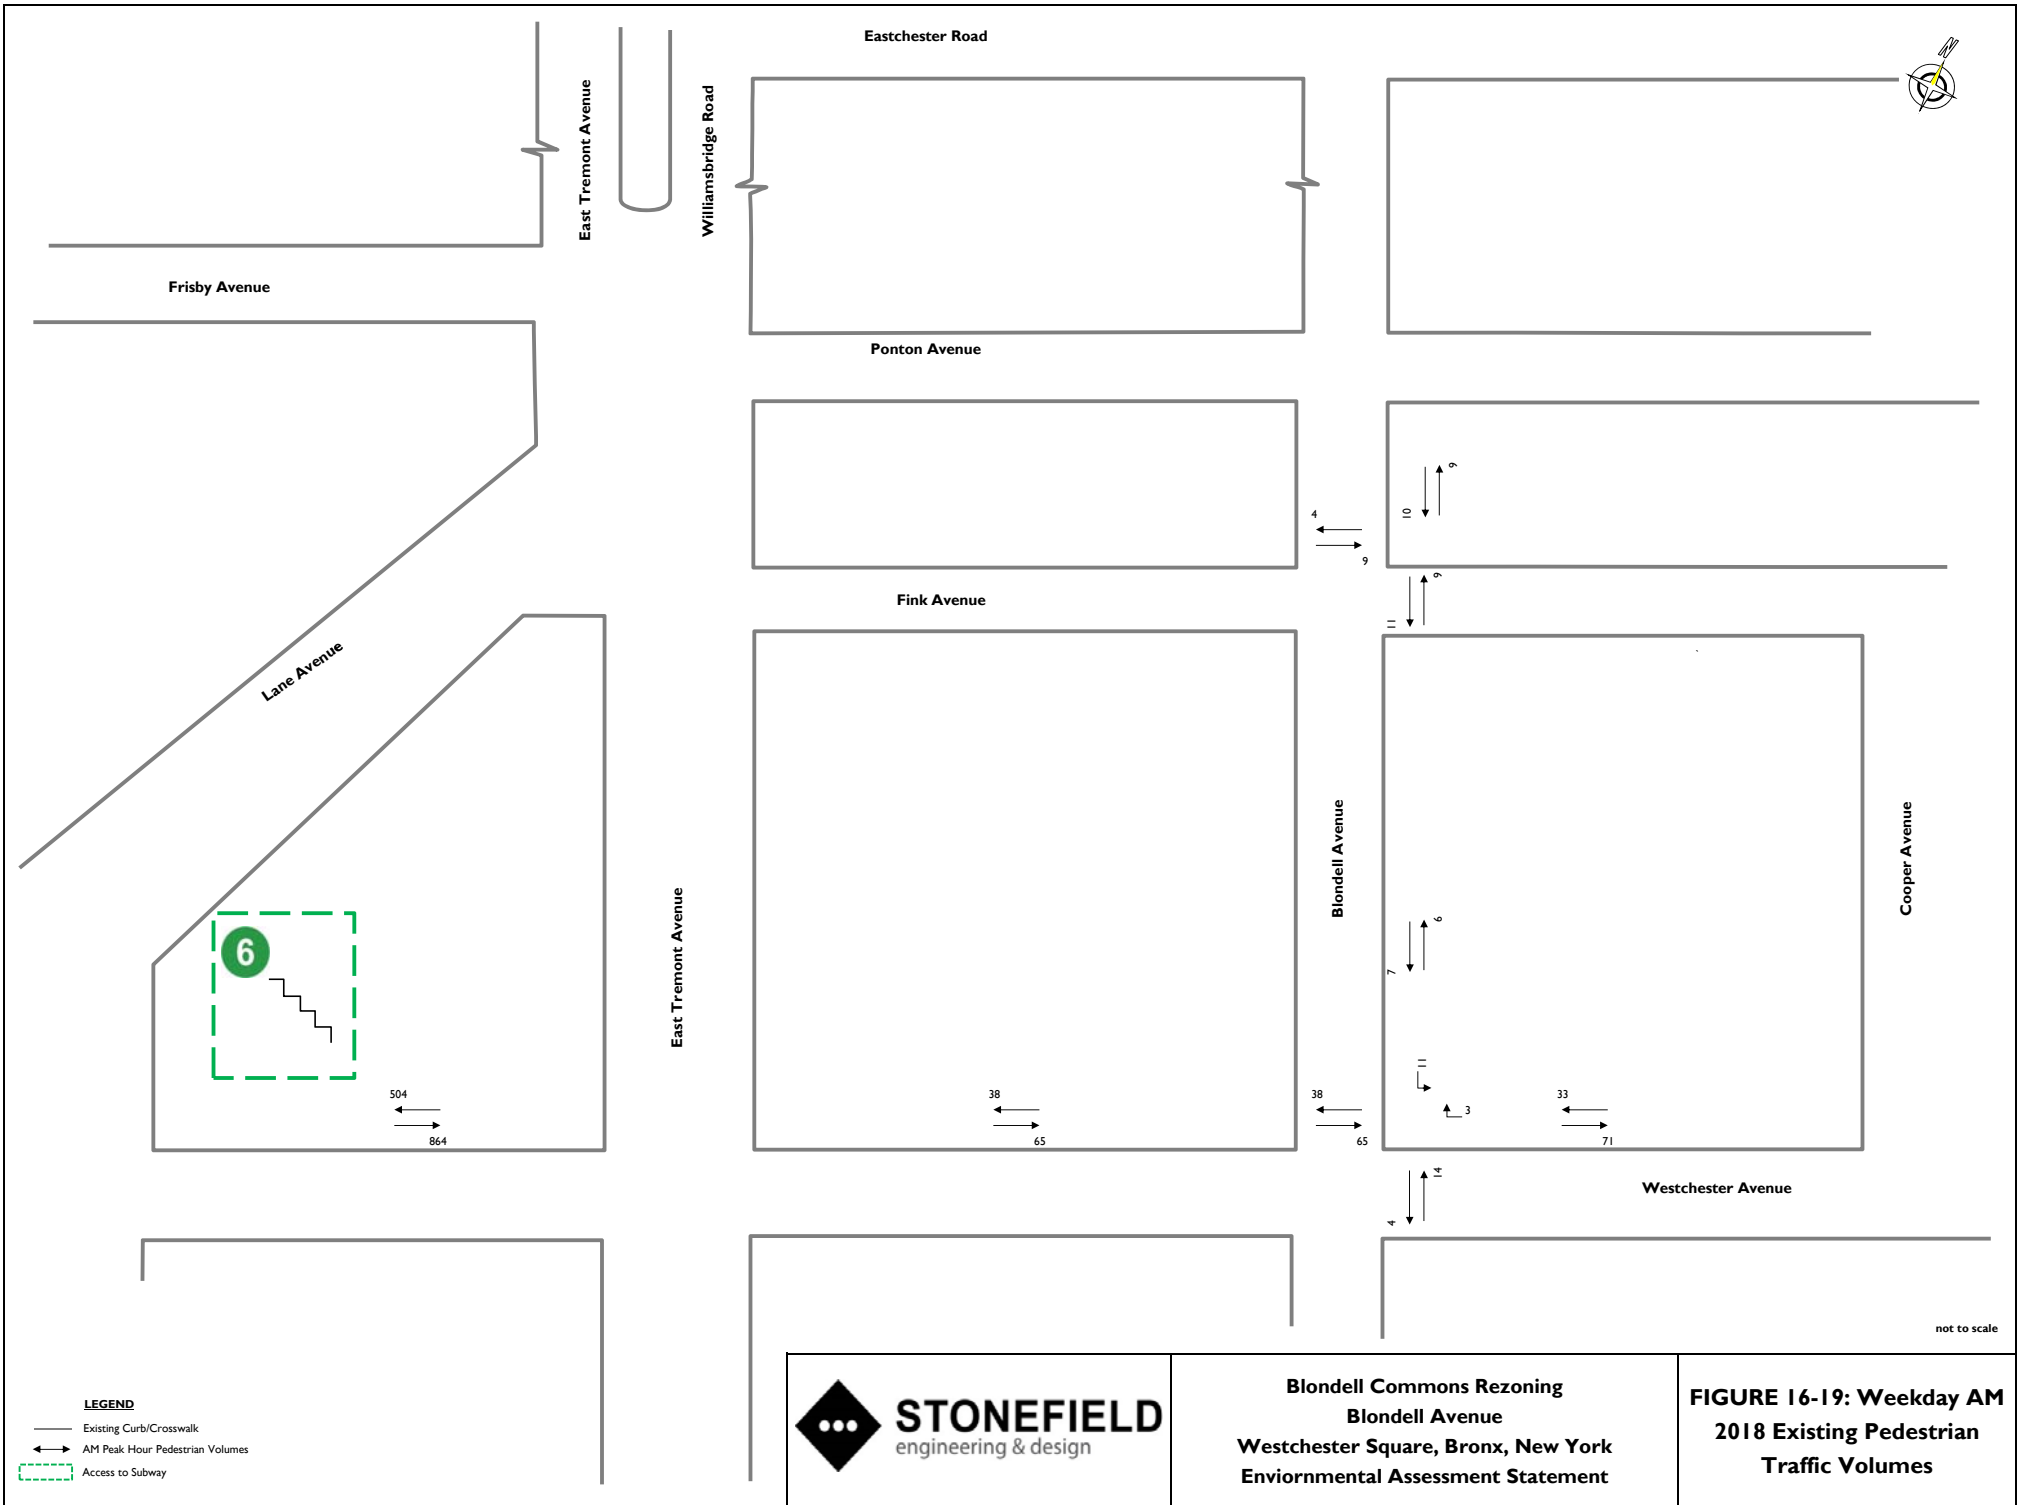 Eastchester Road
N
East Tremont Avenue
Williamsbridge Road
Frisby Avenue
Ponton Avenue
9
10
4
9
Fink Avenue
9
11
Lane Avenue
Blondell Avenue
Cooper Avenue
East Tremont Avenue
6
6
7
11
3
504
864
38
65
38
65
33
71
14
4
Westchester Avenue
not to scale
LEGEND
Existing Curb/Crosswalk
AM Peak Hour Pedestrian Volumes
Access to Subway
STONEFIELD
engineering & design
Blondell Commons Rezoning
Blondell Avenue
Westchester Square, Bronx, New York
Enviornmental Assessment Statement
FIGURE 16-19: Weekday AM
2018 Existing Pedestrian
Traffic Volumes